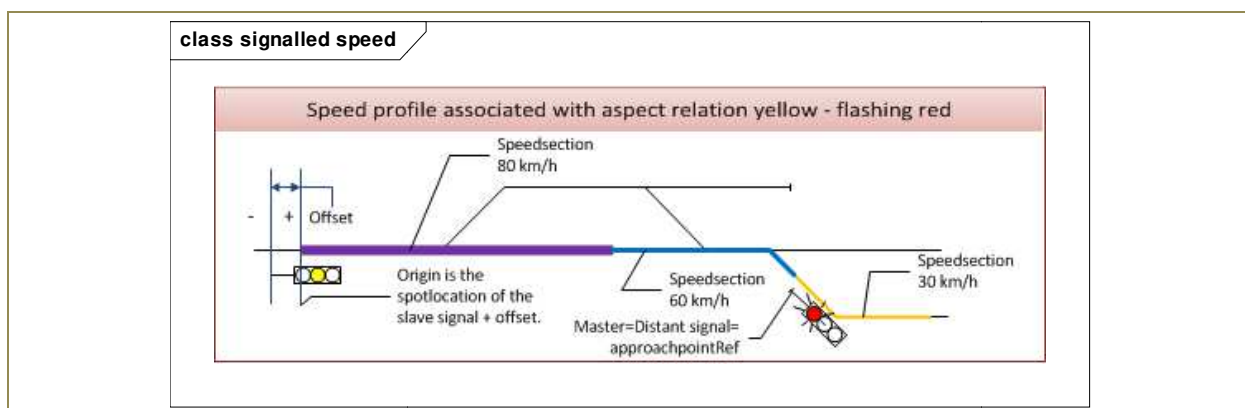 class signalled speed
Speed profile associated with aspect relation yellow - flashing red
Speedsection
80 km/h
- + Offset
Origin is the
spotlocation of the
slave signal + offset.
Speedsection
60 km/h
Speedsection
30 km/h
Master=Distant signal=
approachpointRef